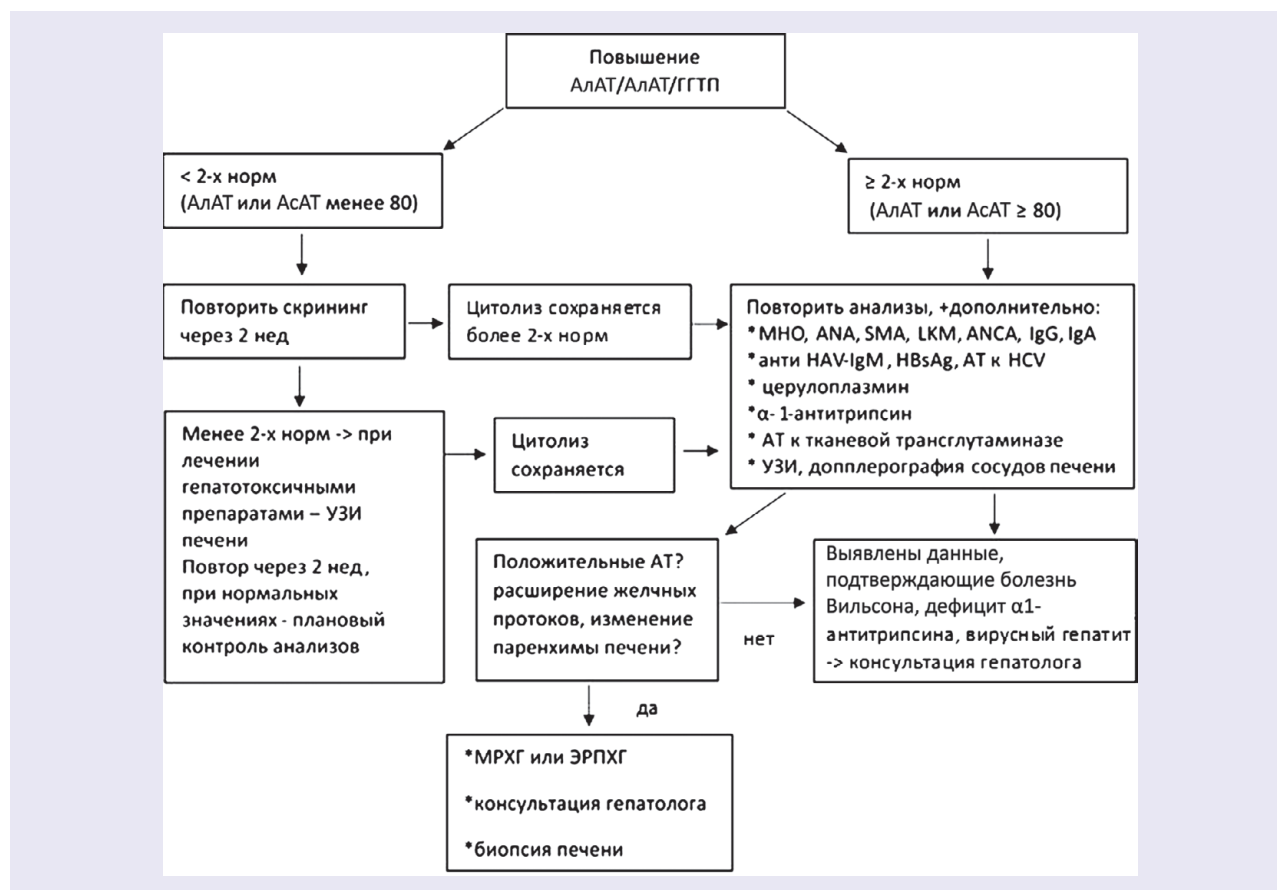 Повышение
АлАТ/АлАТ/ГГТП
< 2-х норм
(АлАТ или АсАТ менее 80)
≥ 2-х норм
(АлАТ или АсАТ ≥ 80)
Повторить скрининг
через 2 нед
Цитолиз сохраняется
более 2-х норм
Повторить анализы, +дополнительно:
*МНО, ANA, SMA, LKM, ANCA, IgG, IgA
*анти HAV-IgM, HBsAg, АТ к HCV
* церулоплазмин
*α- 1-антитрипсин
* АТ к тканевой трансглутаминазе
* УЗИ, допплерография сосудов печени
Менее 2-х норм -> при
лечении
гепатотоксичными
препаратами – УЗИ
печени
Повтор через 2 нед,
при нормальных
значениях - плановый
контроль анализов
Цитолиз
сохраняется
Положительные АТ?
расширение желчных
протоков, изменение
паренхимы печени?
нет
Выявлены данные,
подтверждающие болезнь
Вильсона, дефицит α1-
антитрипсина, вирусный гепатит
-> консультация гепатолога
да
*МРХГ или ЭРПХГ
*консультация гепатолога
*биопсия печени